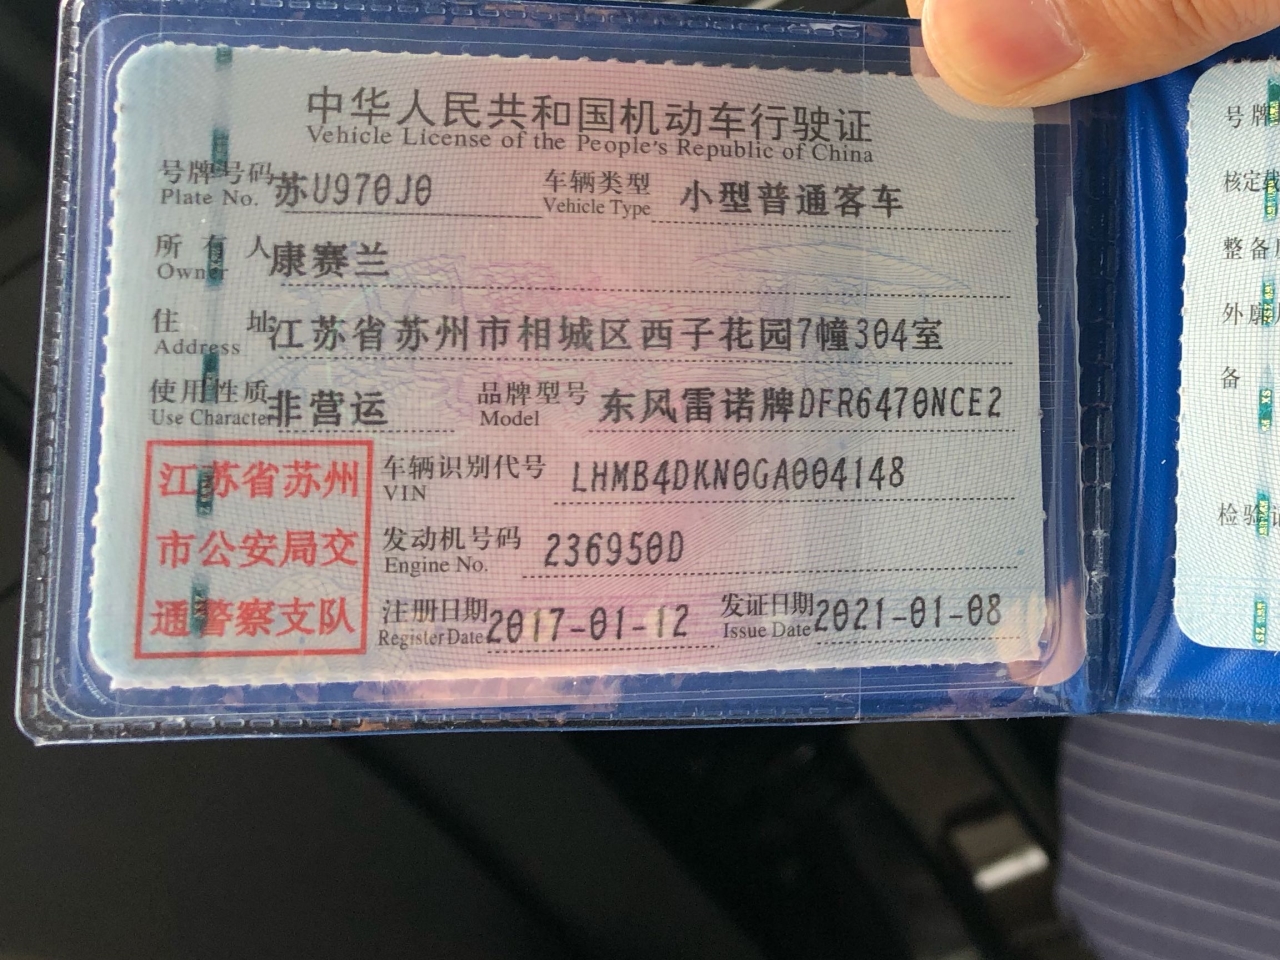 中华人民共和国机动车行驶证
Vehicle License of the People's Republic of China
号牌号码 苏U970J0 车辆类型 小型普通客车
Plate No. Vehicle Type
所有人 康赛兰
Owner
住址 江苏省苏州市相城区西子花园7幢304室
Address
使用性质 非营运 品牌型号 东风雷诺牌DFR6470NCE2
Use Character Model
江苏省苏州
市公安局交
通警察支队
车辆识别代号 LHMB4DKN0GA004148
VIN
发动机号码 236950D
Engine No.
注册日期 2017-01-12 发证日期 2021-01-08
Register Date Issue Date
号牌
核定
整备
外廓
备
检验